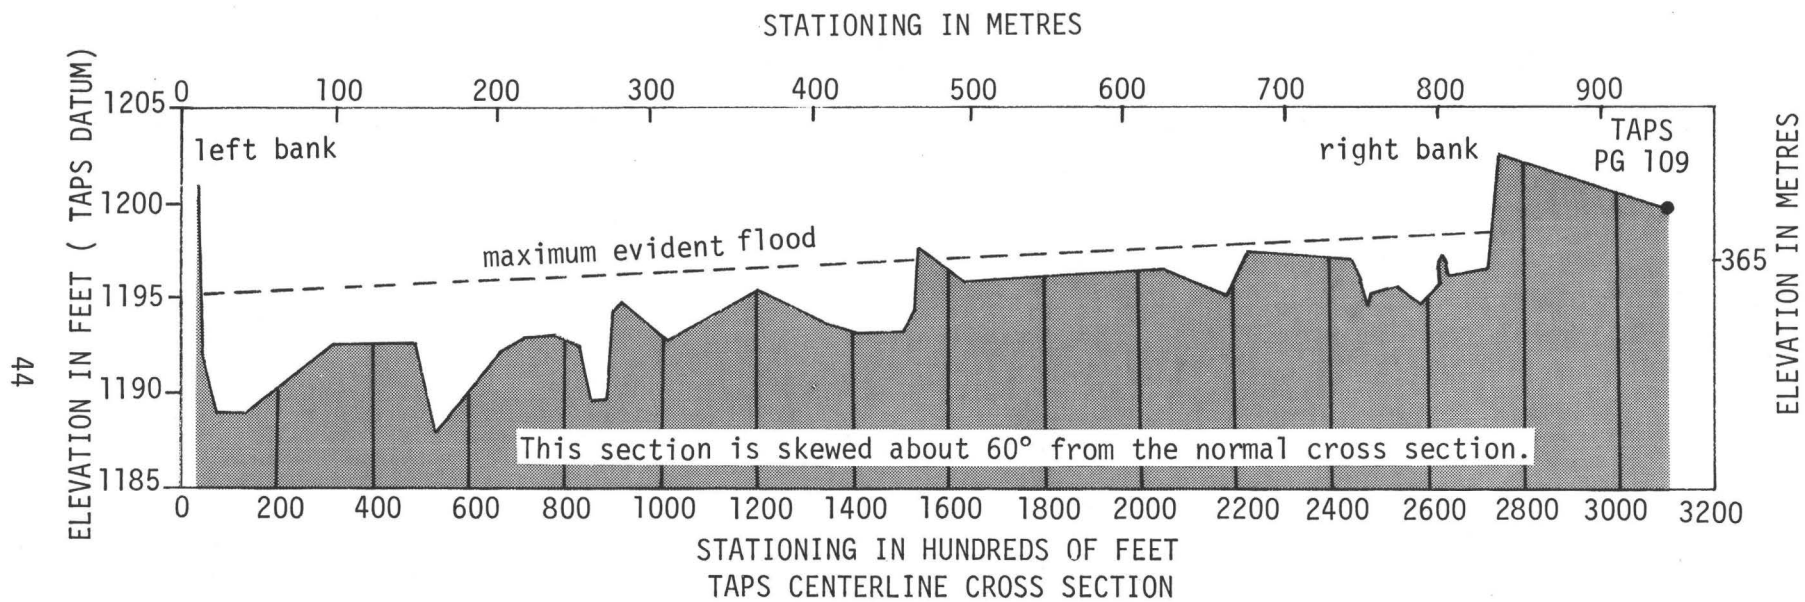 STATIONING IN METRES
0 100 200 300 400 500 600 700 800 900
1205
left bank
right bank
TAPS
PG 109
1200
maximum evident flood
365
1195
1190
This section is skewed about 60° from the normal cross section.
1185
0 200 400 600 800 1000 1200 1400 1600 1800 2000 2200 2400 2600 2800 3000 3200
STATIONING IN HUNDREDS OF FEET
TAPS CENTERLINE CROSS SECTION
ELEVATION IN FEET ( TAPS DATUM)
ELEVATION IN METRES
44